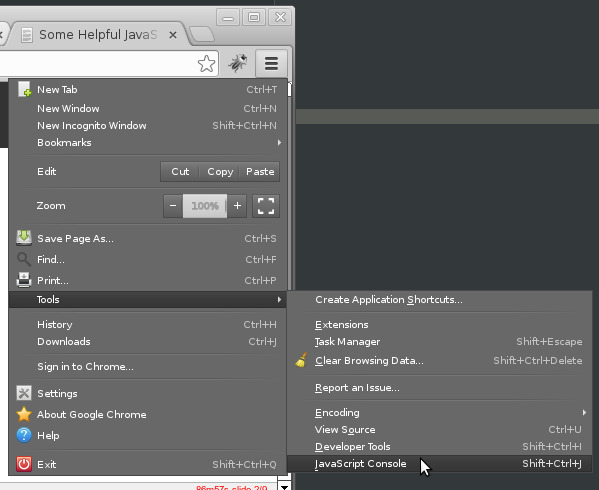 Some Helpful JavaS
New Tab Ctrl+T
New Window Ctrl+N
New Incognito Window Shift+Ctrl+N
Bookmarks
Edit Cut Copy Paste
Zoom − 100% +
Save Page As... Ctrl+S
Find... Ctrl+F
Print... Ctrl+P
Tools
History Ctrl+H
Downloads Ctrl+J
Sign in to Chrome...
Settings
About Google Chrome
Help
Exit Shift+Ctrl+Q
Create Application Shortcuts...
Extensions
Task Manager Shift+Escape
Clear Browsing Data... Shift+Ctrl+Delete
Report an Issue...
Encoding
View Source Ctrl+U
Developer Tools Shift+Ctrl+I
JavaScript Console Shift+Ctrl+J